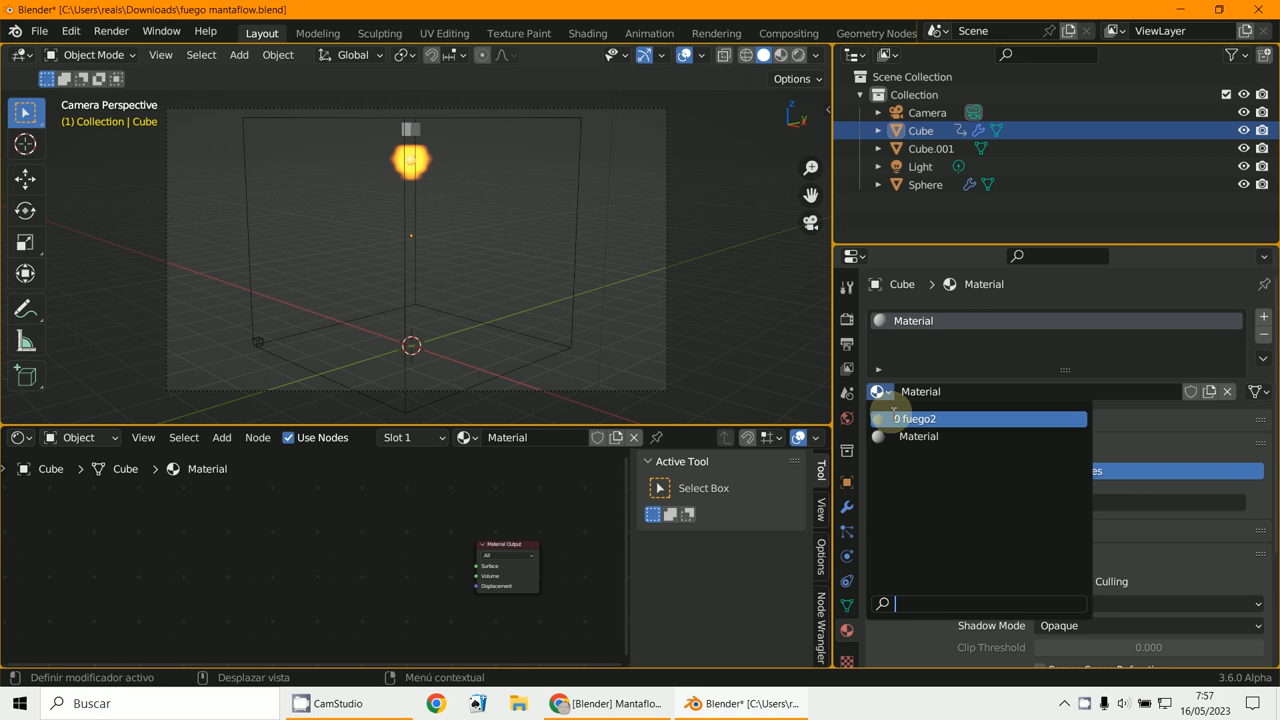 Blender* [C:\Users\reals\Downloads\fuego mantaflow.blend]
File Edit Render Window Help Layout Modeling Sculpting UV Editing Texture Paint Shading Animation Rendering Compositing Geometry Nodes Scene ViewLayer
Object Mode View Select Add Object Global
Options
Camera Perspective
(1) Collection | Cube
Z
Scene Collection
Collection
Camera
Cube
Cube.001
Light
Sphere
Cube Material
Material
Material
0 fuego2
Material
Culling
Shadow Mode Opaque
Clip Threshold 0.000
Object View Select Add Node Use Nodes Slot 1 Material
Cube Cube Material
Active Tool
Select Box
Tool
View
Options
Node Wrangler
Material Output
All
Surface
Volume
Displacement
Definir modificador activo Desplazar vista Menú contextual 3.6.0 Alpha
Buscar CamStudio [Blender] Mantaflo... Blender* [C:\Users\r...
7:57
16/05/2023